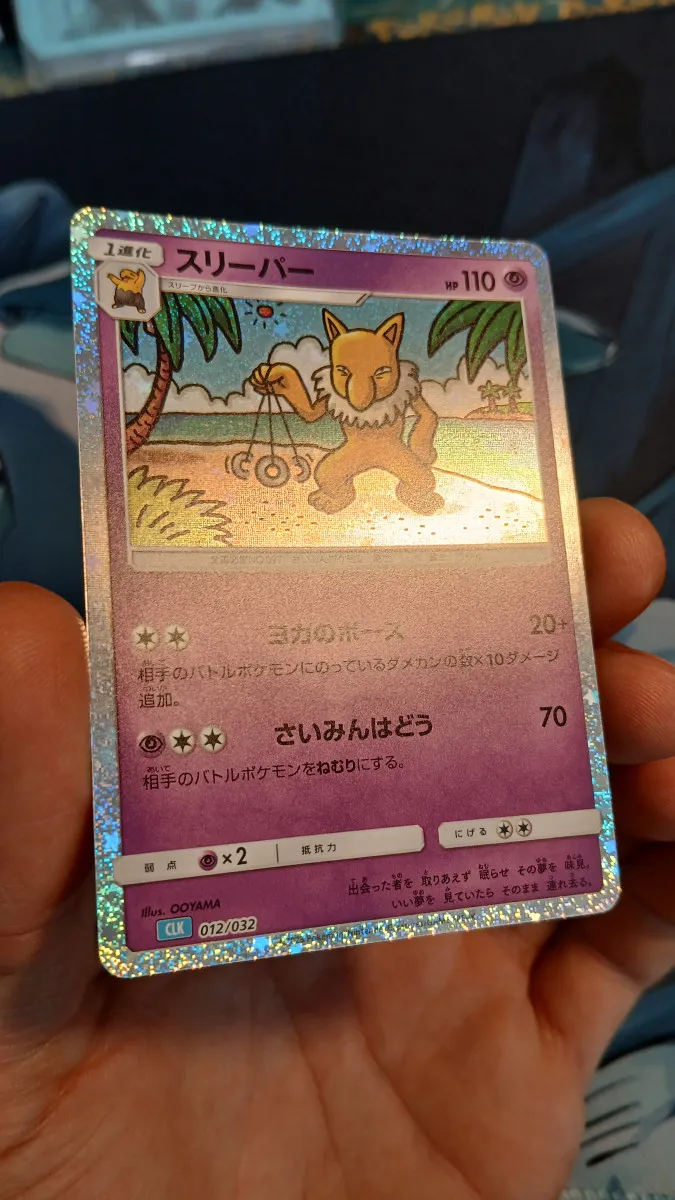 1進化
スリーパー
HP 110
スリープから進化
ヨガのポーズ 20+
相手のバトルポケモンにのっているダメカンの数×10ダメージ
追加。
さいみんはどう 70
相手のバトルポケモンをねむりにする。
弱点 ×2 抵抗力 にげる
出会った者を 取りあえず 眠らせ その夢を 味見。
いい夢を 見ていたら そのまま 連れ去る。
Illus. OOYAMA
CLK 012/032